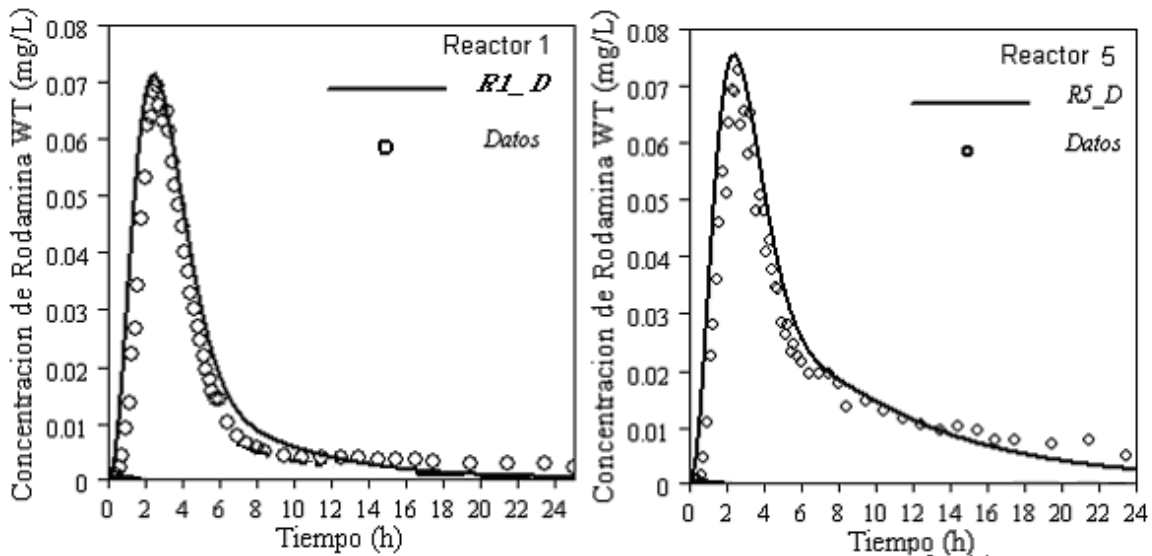 Concentracion de Rodamina WT (mg/L)
0.08
0.07
0.06
0.05
0.04
0.03
0.02
0.01
0
Reactor 1
R1_D
Datos
0 2 4 6 8 10 12 14 16 18 20 22 24
Tiempo (h)
Concentracion de Rodamina WT (mg/L)
0.08
0.07
0.06
0.05
0.04
0.03
0.02
0.01
0
Reactor 5
R5_D
Datos
0 2 4 6 8 10 12 14 16 18 20 22 24
Tiempo (h)